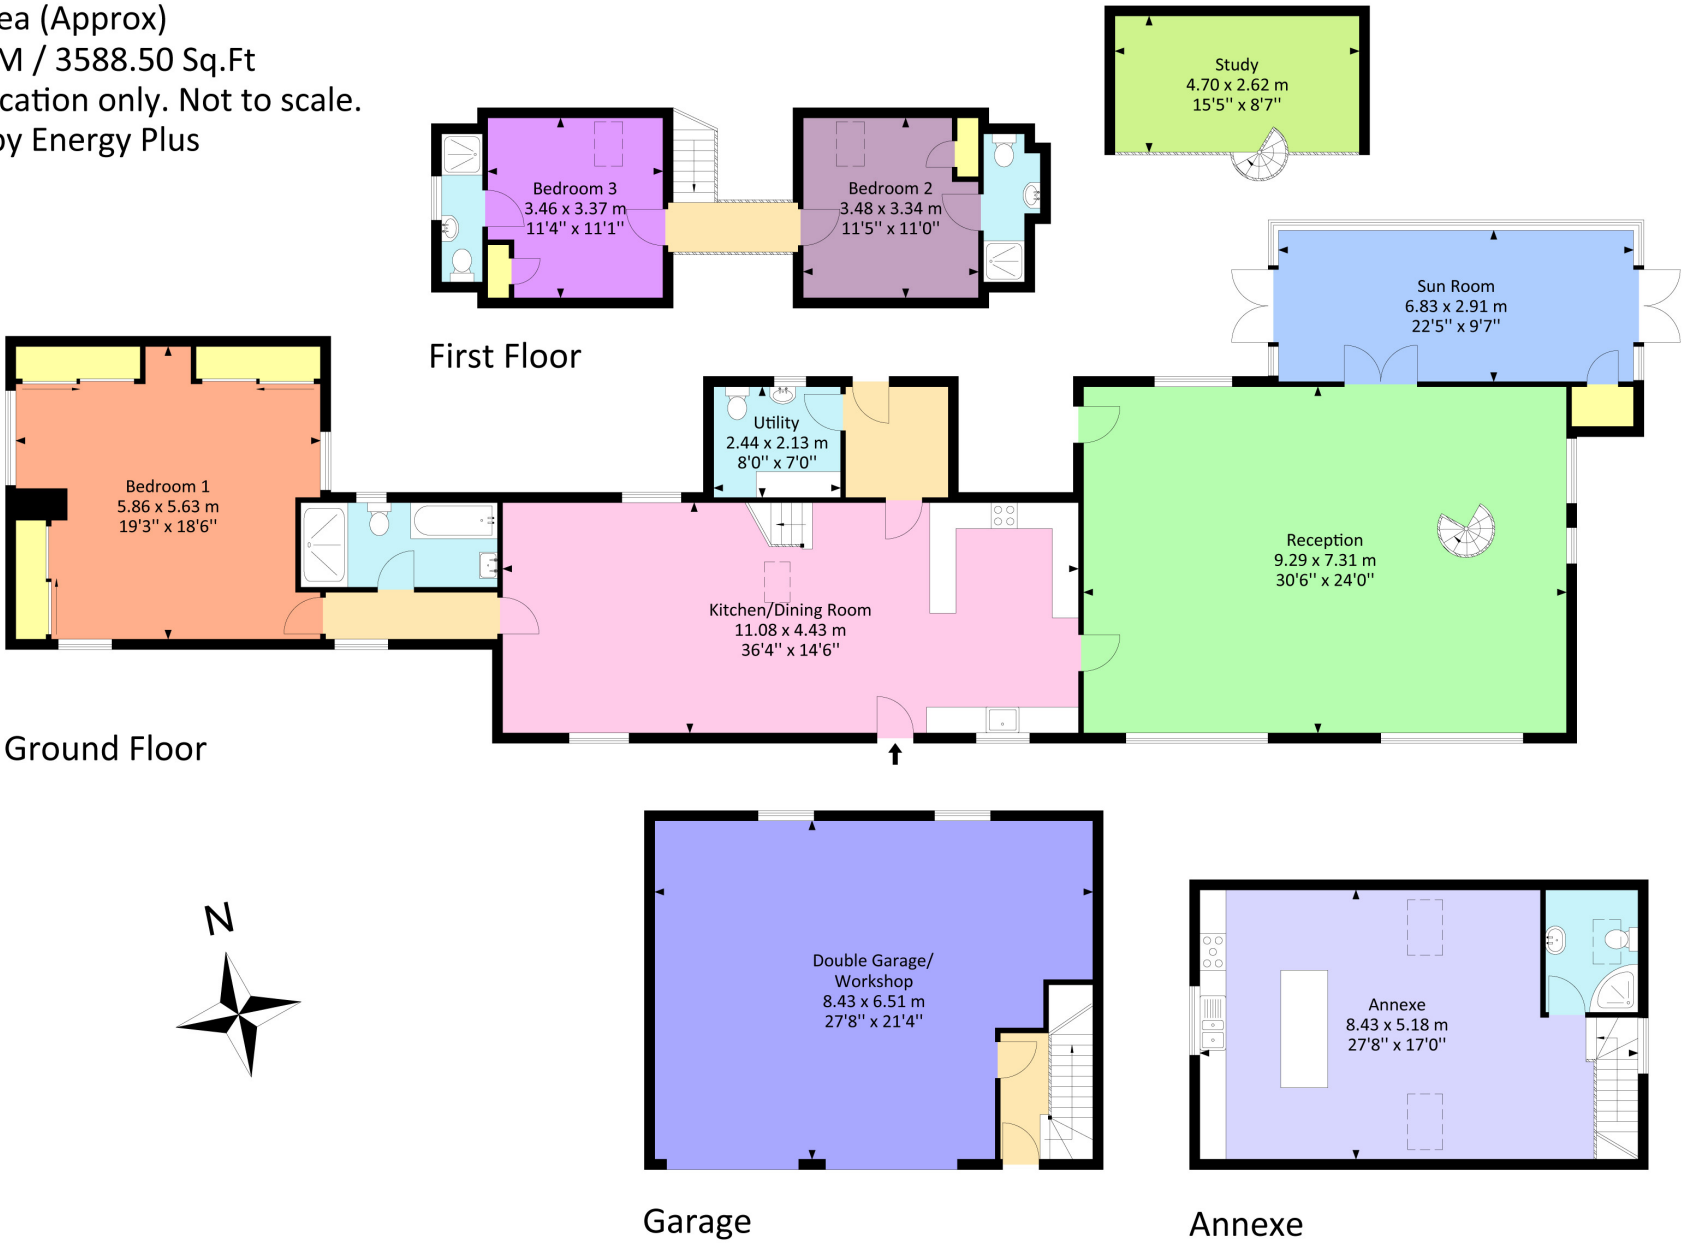 ea (Approx)
M / 3588.50 Sq.Ft
cation only. Not to scale.
by Energy Plus
Study
4.70 x 2.62 m
15'5'' x 8'7''
Bedroom 3
3.46 x 3.37 m
11'4'' x 11'1''
Bedroom 2
3.48 x 3.34 m
11'5'' x 11'0''
First Floor
Sun Room
6.83 x 2.91 m
22'5'' x 9'7''
Utility
2.44 x 2.13 m
8'0'' x 7'0''
Bedroom 1
5.86 x 5.63 m
19'3'' x 18'6''
Reception
9.29 x 7.31 m
30'6'' x 24'0''
Kitchen/Dining Room
11.08 x 4.43 m
36'4'' x 14'6''
Ground Floor
N
Double Garage/
Workshop
8.43 x 6.51 m
27'8'' x 21'4''
Annexe
8.43 x 5.18 m
27'8'' x 17'0''
Garage
Annexe